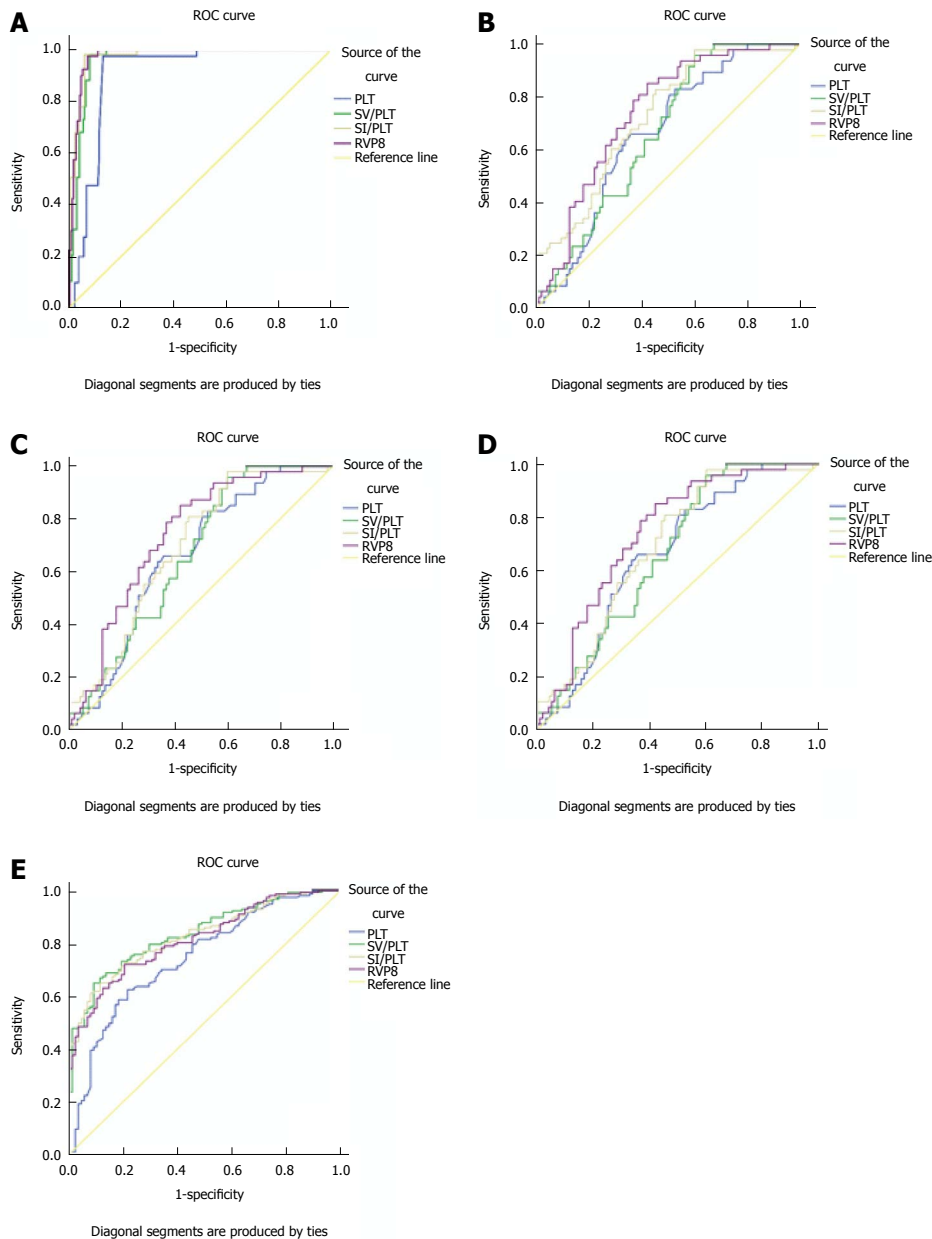 A
ROC curve
Source of the
curve
PLT
SV/PLT
SI/PLT
RVP8
Reference line
Sensitivity
1.0
0.8
0.6
0.4
0.2
0.0
0.0 0.2 0.4 0.6 0.8 1.0
1-specificity
Diagonal segments are produced by ties
B
ROC curve
Source of the
curve
PLT
SV/PLT
SI/PLT
RVP8
Reference line
Sensitivity
1.0
0.8
0.6
0.4
0.2
0.0
0.0 0.2 0.4 0.6 0.8 1.0
1-specificity
Diagonal segments are produced by ties
C
ROC curve
Source of the
curve
PLT
SV/PLT
SI/PLT
RVP8
Reference line
Sensitivity
1.0
0.8
0.6
0.4
0.2
0.0
0.0 0.2 0.4 0.6 0.8 1.0
1-specificity
Diagonal segments are produced by ties
D
ROC curve
Source of the
curve
PLT
SV/PLT
SI/PLT
RVP8
Reference line
Sensitivity
1.0
0.8
0.6
0.4
0.2
0.0
0.0 0.2 0.4 0.6 0.8 1.0
1-specificity
Diagonal segments are produced by ties
E
ROC curve
Source of the
curve
PLT
SV/PLT
SI/PLT
RVP8
Reference line
Sensitivity
1.0
0.8
0.6
0.4
0.2
0.0
0.0 0.2 0.4 0.6 0.8 1.0
1-specificity
Diagonal segments are produced by ties